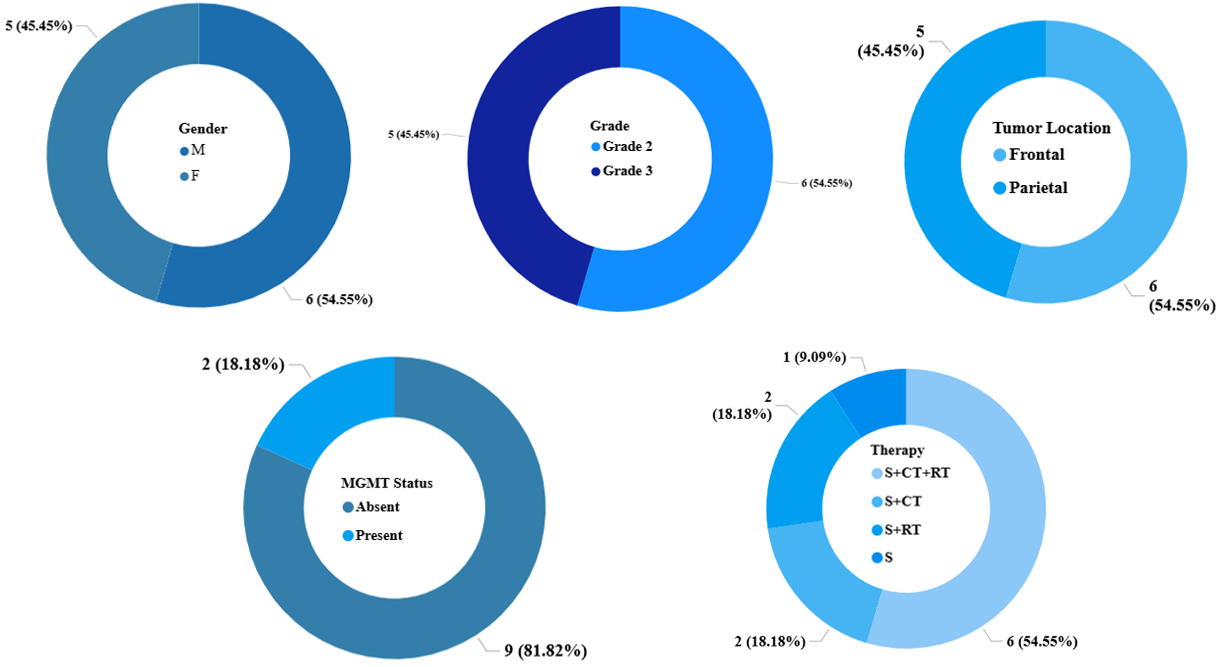 5 (45.45%)
Gender
M
F
6 (54.55%)
5 (45.45%)
Grade
Grade 2
Grade 3
6 (54.55%)
5
(45.45%)
Tumor Location
Frontal
Parietal
6
(54.55%)
2 (18.18%)
MGMT Status
Absent
Present
9 (81.82%)
1 (9.09%)
2
(18.18%)
Therapy
S+CT+RT
S+CT
S+RT
S
2 (18.18%)
6 (54.55%)